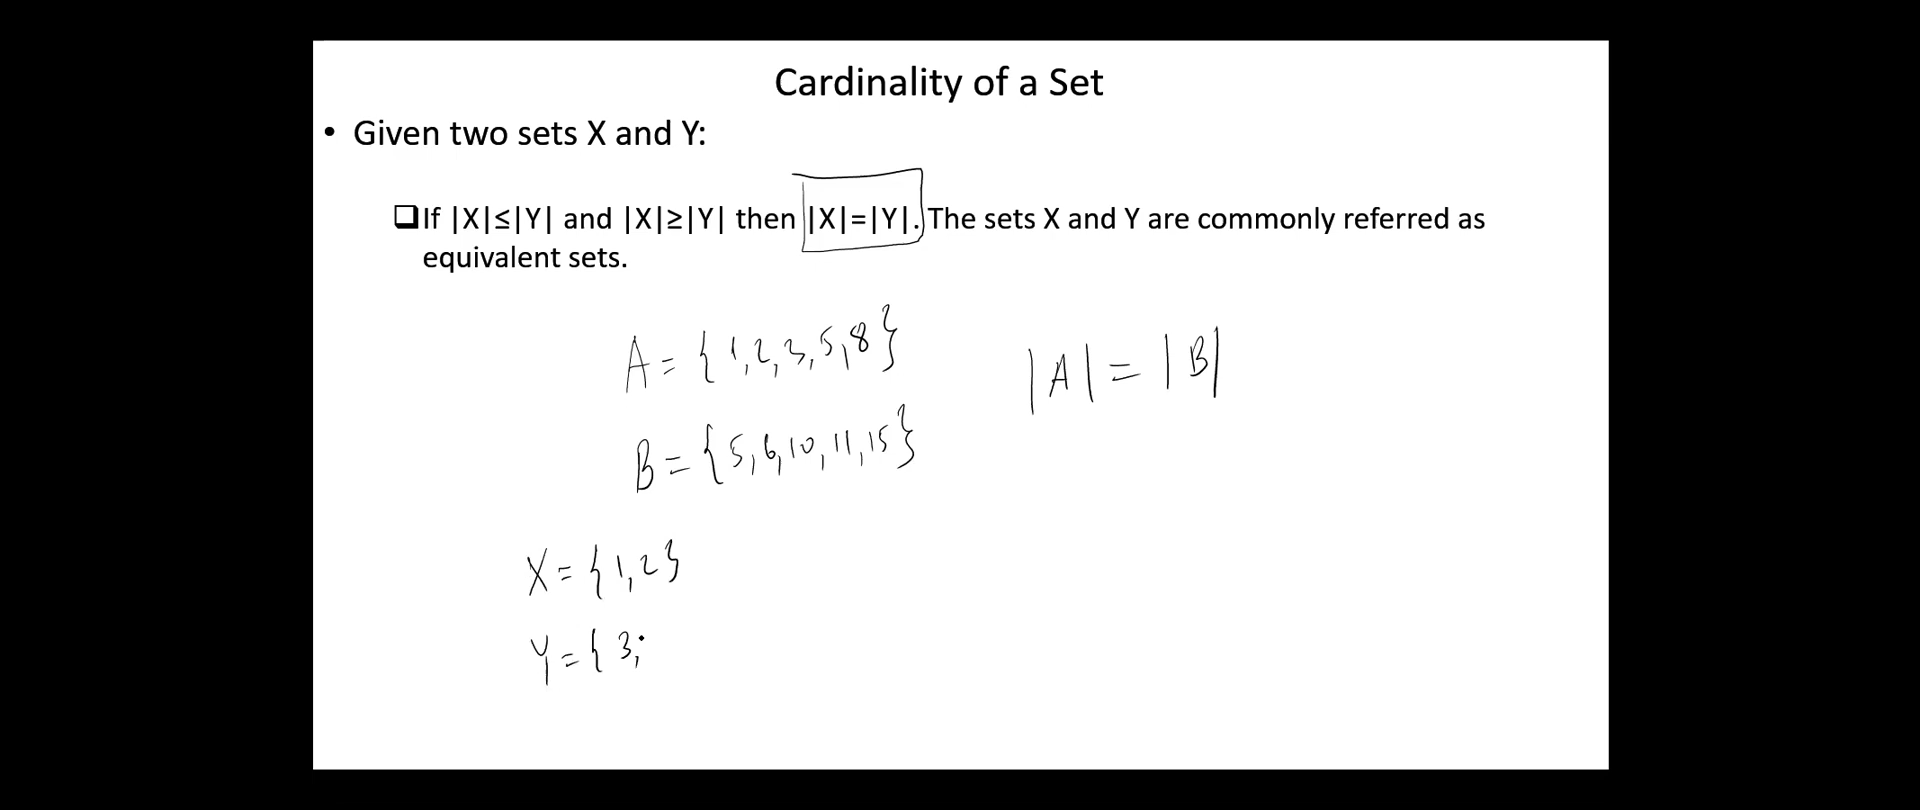 Cardinality of a Set
• Given two sets X and Y:
❑If |X|≤|Y| and |X|≥|Y| then |X|=|Y|. The sets X and Y are commonly referred as
equivalent sets.
A = { 1, 2, 3, 5, 8 }
|A| = |B|
B = { 5, 6, 10, 11, 15 }
X = { 1, 2 }
Y = { 3,